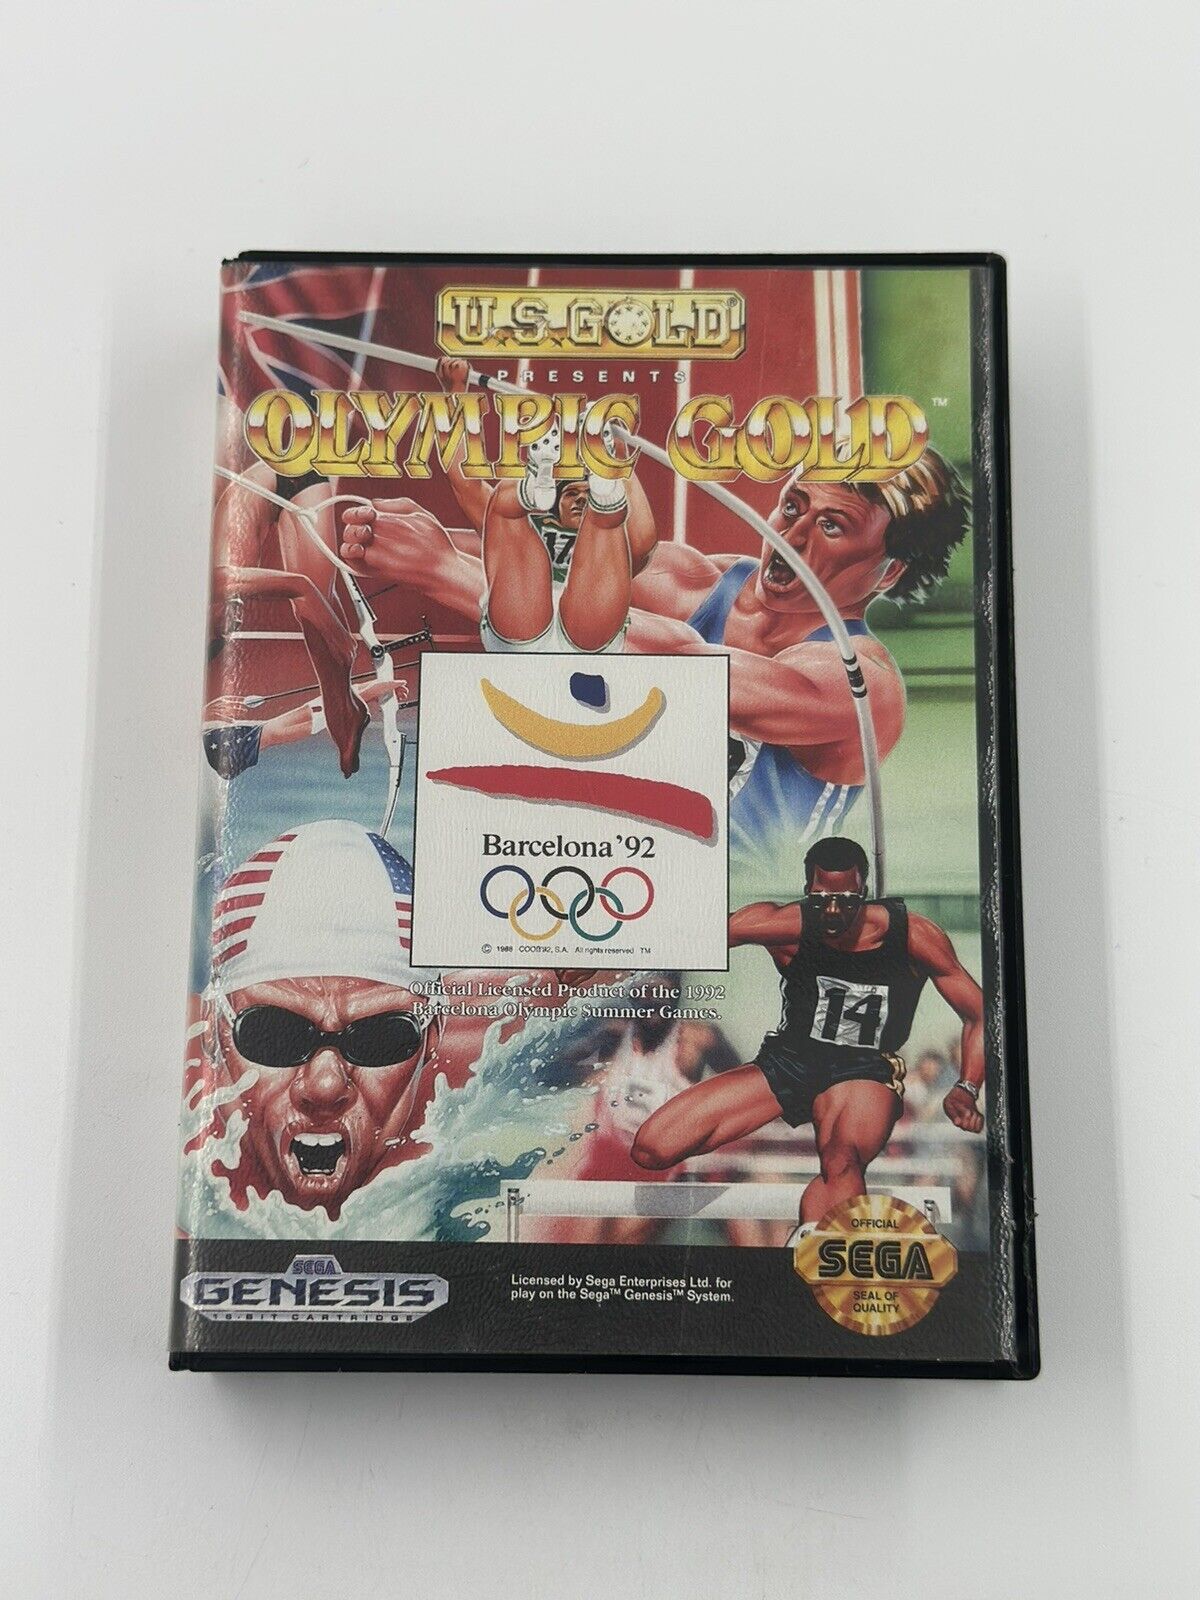 U.S.GOLD®
PRESENTS
OLYMPIC GOLD™
17
Barcelona '92
© 1988 COOB'92, S.A. All rights reserved TM
Official Licensed Product of the 1992
Barcelona Olympic Summer Games.
14
OFFICIAL
SEGA
SEAL OF
QUALITY
SEGA
GENESIS
16-BIT CARTRIDGE
Licensed by Sega Enterprises Ltd. for
play on the Sega™ Genesis™ System.